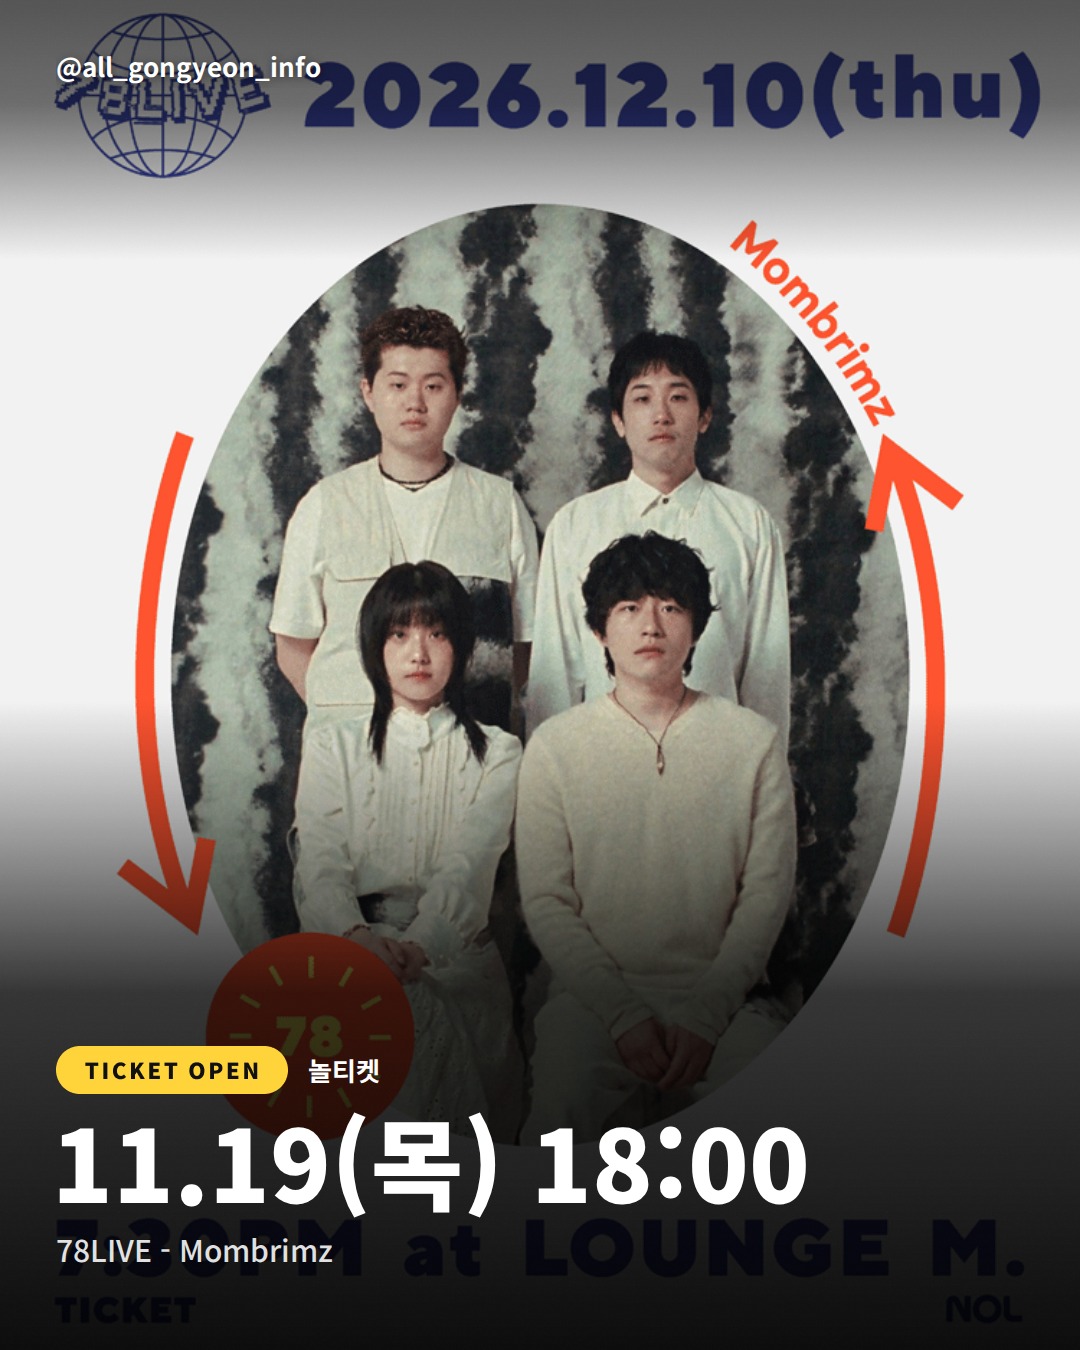 @all_gongyeon_info
78LIVE
2026.12.10(thu)
Mombrimz
78
TICKET OPEN
놀티켓
11.19(목) 18:00
7:30PM at LOUNGE M.
78LIVE - Mombrimz
TICKET
NOL